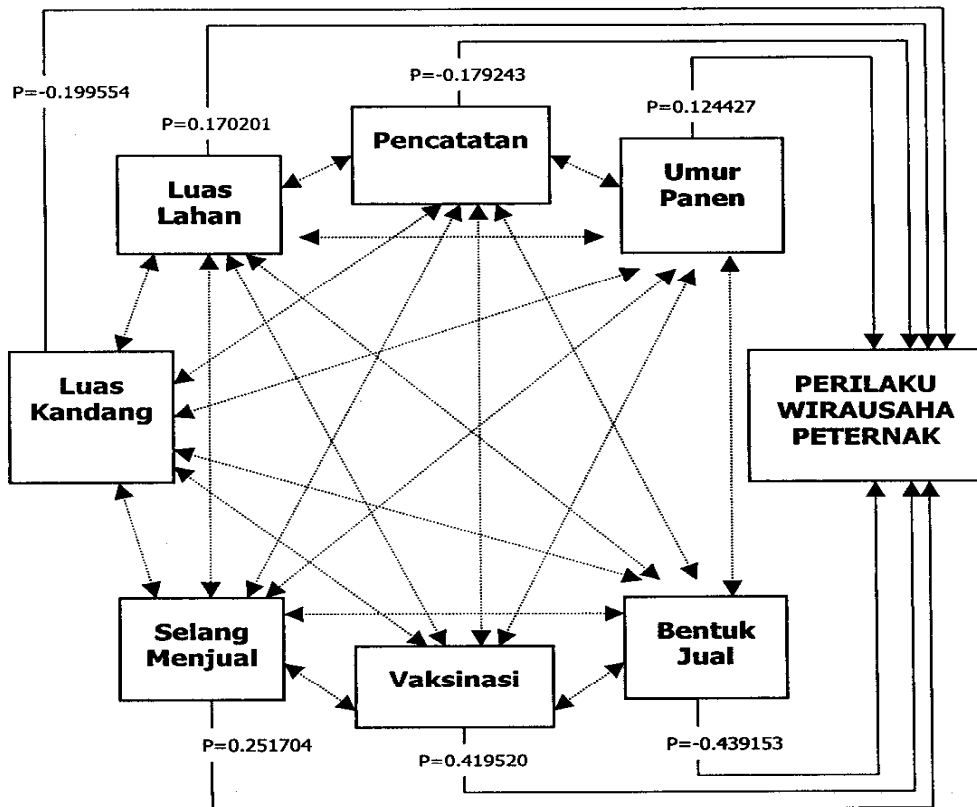 P=-0.179243
P=-0.199554
P=0.124427
P=0.170201
Pencatatan
Luas
Lahan
Umur
Panen
Luas
Kandang
PERILAKU
WIRAUSAHA
PETERNAK
Selang
Menjual
Vaksinasi
Bentuk
Jual
P=0.251704
P=0.419520
P=-0.439153